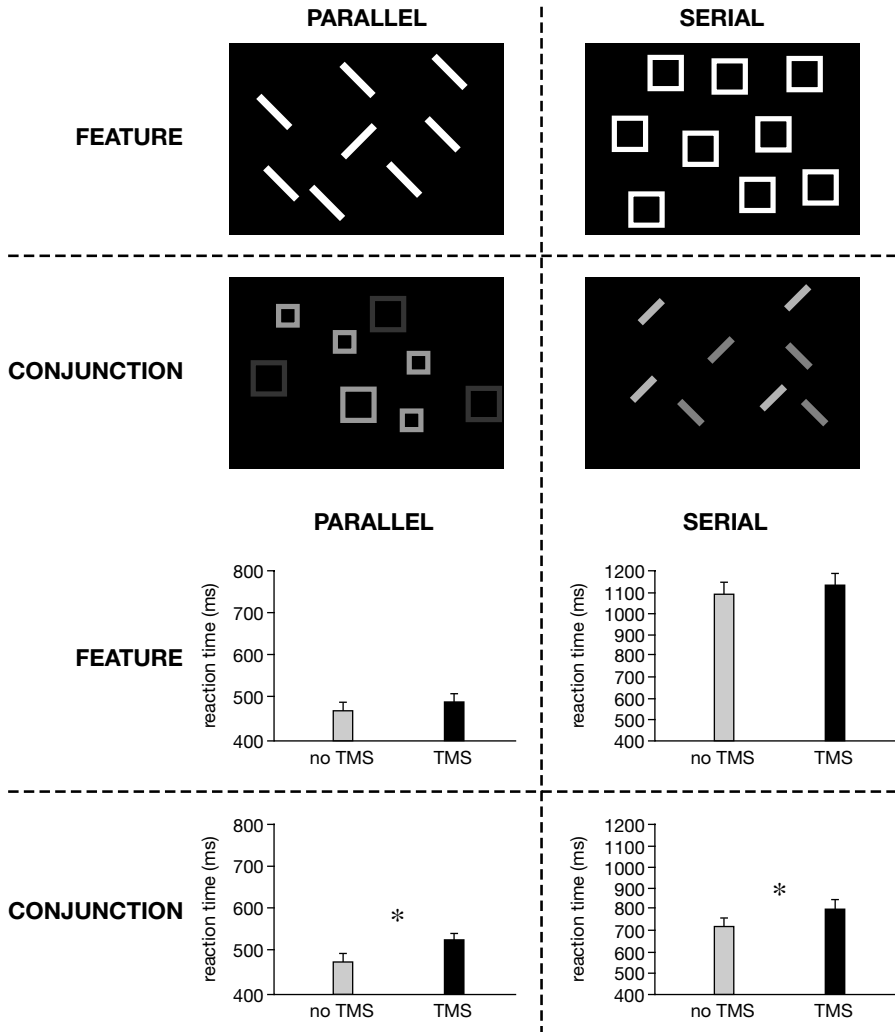 PARALLEL
SERIAL
FEATURE
CONJUNCTION
PARALLEL
SERIAL
FEATURE
reaction time (ms)
800
700
600
500
400
no TMS
TMS
reaction time (ms)
1200
1100
1000
900
800
1000
600
500
400
no TMS
TMS
CONJUNCTION
reaction time (ms)
800
700
600
500
400
*
no TMS
TMS
reaction time (ms)
1200
1100
1000
900
800
700
600
500
400
*
no TMS
TMS